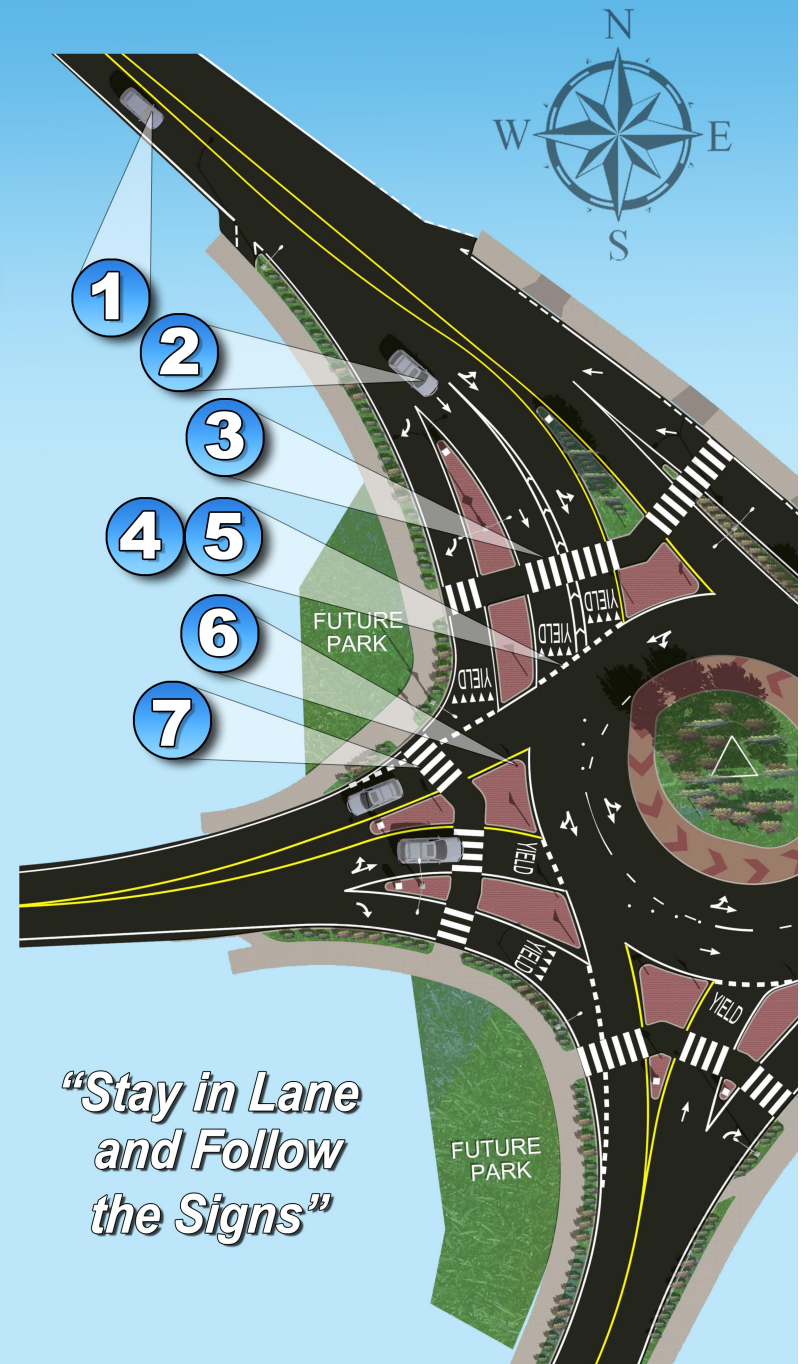 N
W E
S
1
2
3
4 5
6
7
FUTURE
PARK
YIELD
YIELD
YIELD
YIELD
YIELD
YIELD
FUTURE
PARK
“Stay in Lane
and Follow
the Signs”